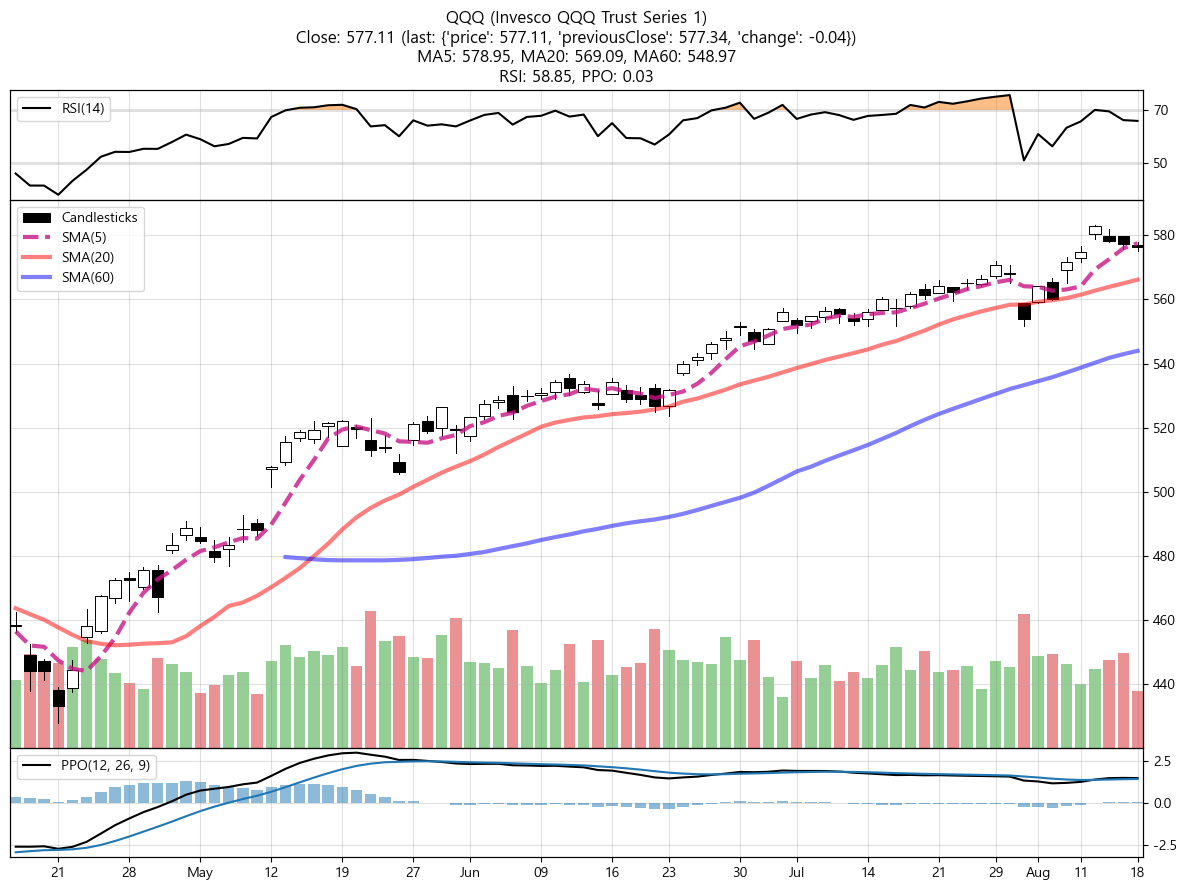 QQQ (Invesco QQQ Trust Series 1)
Close: 577.11 (last: {'price': 577.11, 'previousClose': 577.34, 'change': -0.04})
MA5: 578.95, MA20: 569.09, MA60: 548.97
RSI: 58.85, PPO: 0.03
RSI(14)
70
50
Candlesticks
SMA(5)
SMA(20)
SMA(60)
580
560
540
520
500
480
460
440
PPO(12, 26, 9)
2.5
0.0
−2.5
21 28 May 12 19 27 Jun 09 16 23 30 Jul 14 21 29 Aug 11 18